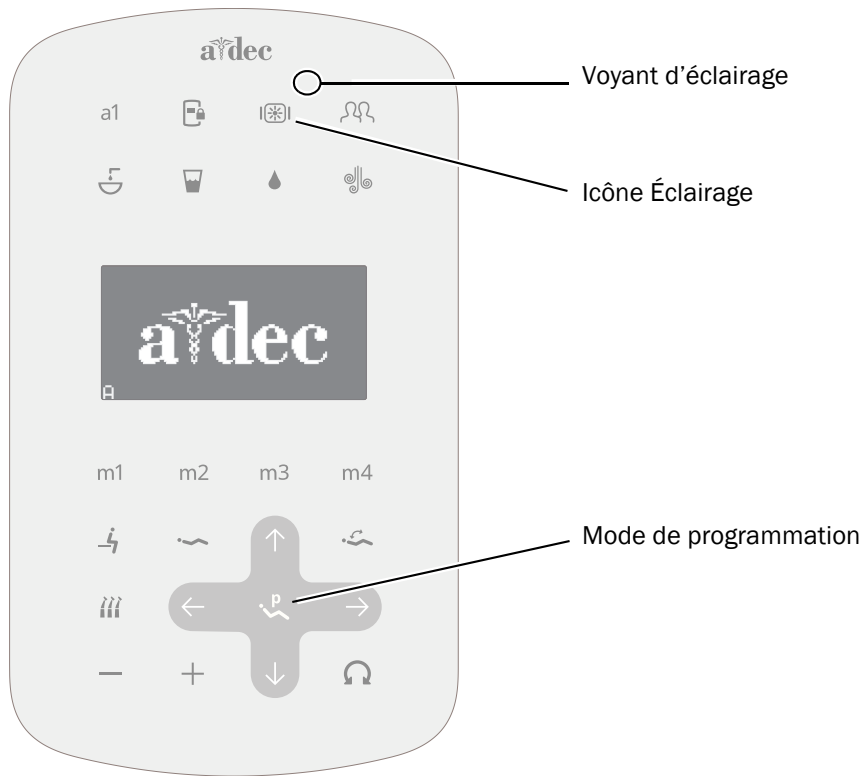 a dec
Voyant d'éclairage
a1
Icône Éclairage
a dec
A
m1 m2 m3 m4
Mode de programmation
p